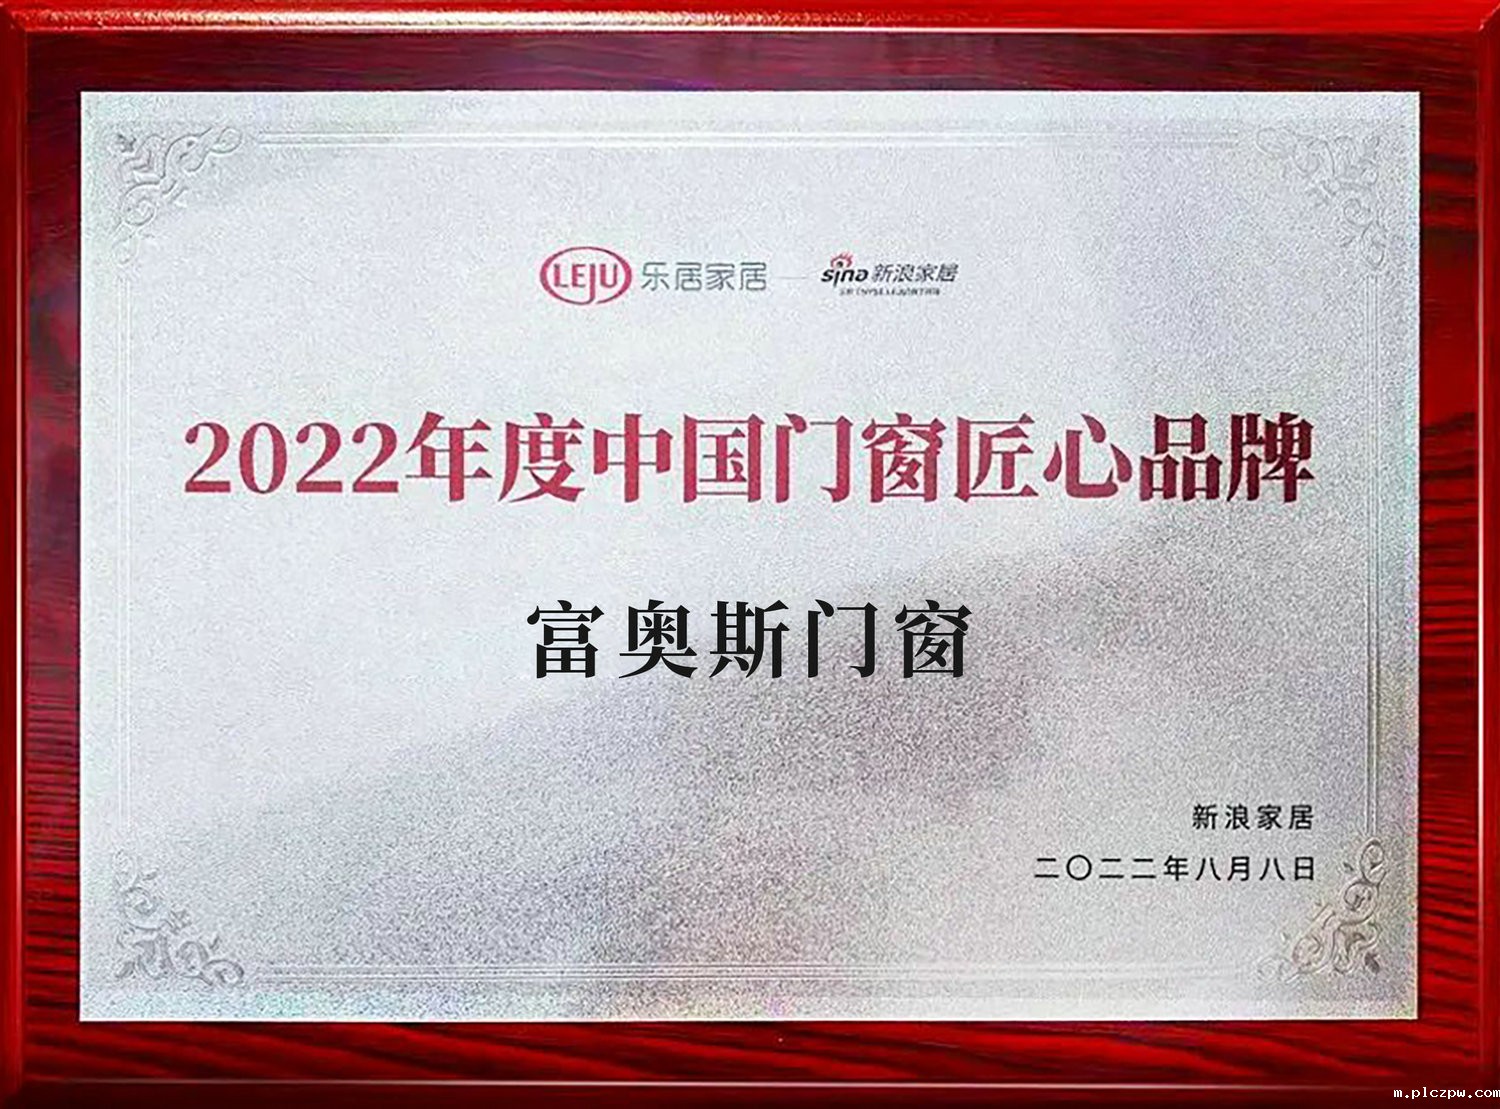 LEJU 乐居家居 sina 新浪家居
2022年度中国门窗匠心品牌
富奥斯门窗
新浪家居
二〇二二年八月八日
m.plczpw.com